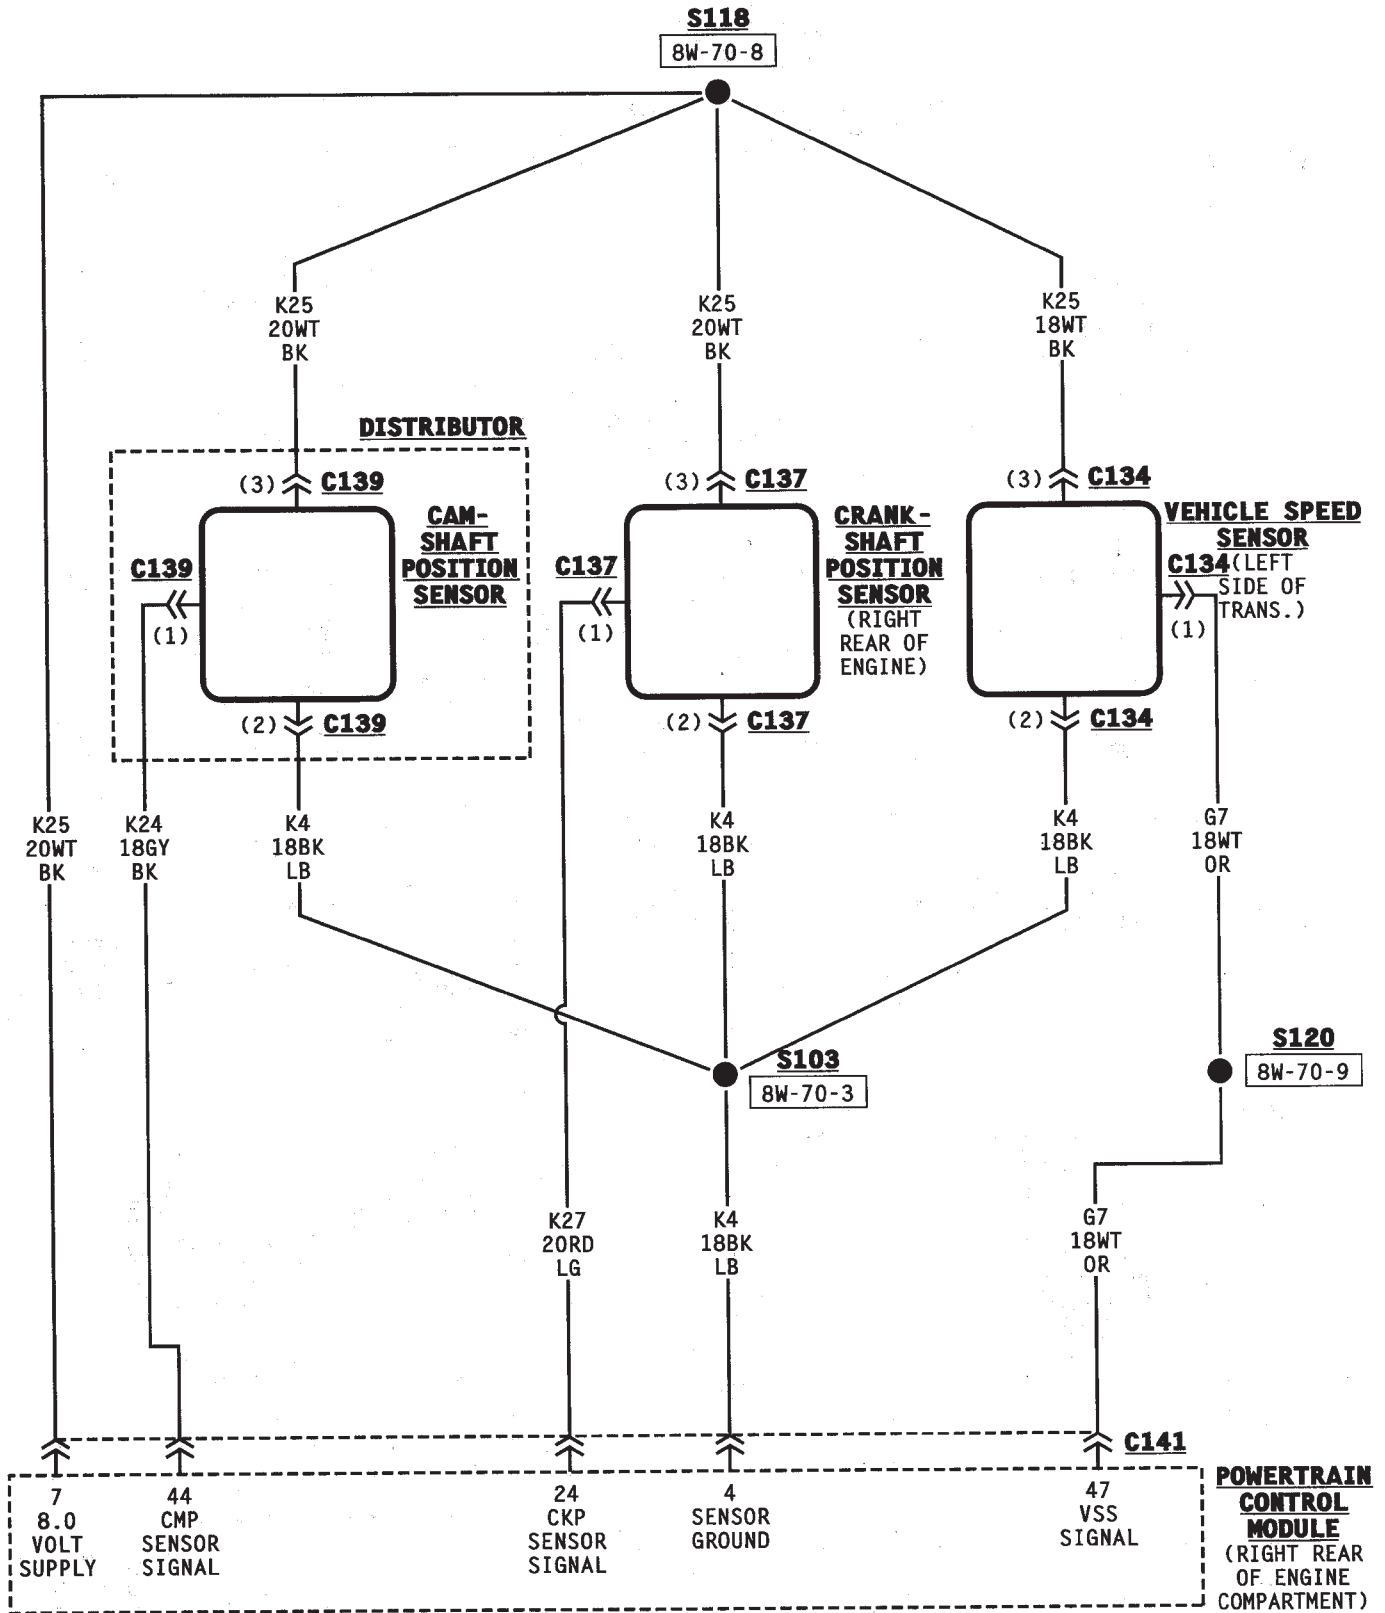 S118
8W-70-8
K25
20WT
BK
K25
20WT
BK
K25
18WT
BK
DISTRIBUTOR
(3) C139
(3) C137
(3) C134
CAM-
SHAFT
POSITION
SENSOR
C139
(1)
(2) C139
CRANK-
SHAFT
POSITION
SENSOR
(RIGHT
REAR OF
ENGINE)
C137
(1)
(2) C137
VEHICLE SPEED
SENSOR
(LEFT
SIDE OF
TRANS.)
C134
(1)
(2) C134
K25
20WT
BK
K24
18GY
BK
K4
18BK
LB
K4
18BK
LB
K4
18BK
LB
G7
18WT
OR
S103
8W-70-3
S120
8W-70-9
K27
20RD
LG
K4
18BK
LB
G7
18WT
OR
C141
7
8.0
VOLT
SUPPLY
44
CMP
SENSOR
SIGNAL
24
CKP
SENSOR
SIGNAL
4
SENSOR
GROUND
47
VSS
SIGNAL
POWERTRAIN
CONTROL
MODULE
(RIGHT REAR
OF ENGINE
COMPARTMENT)